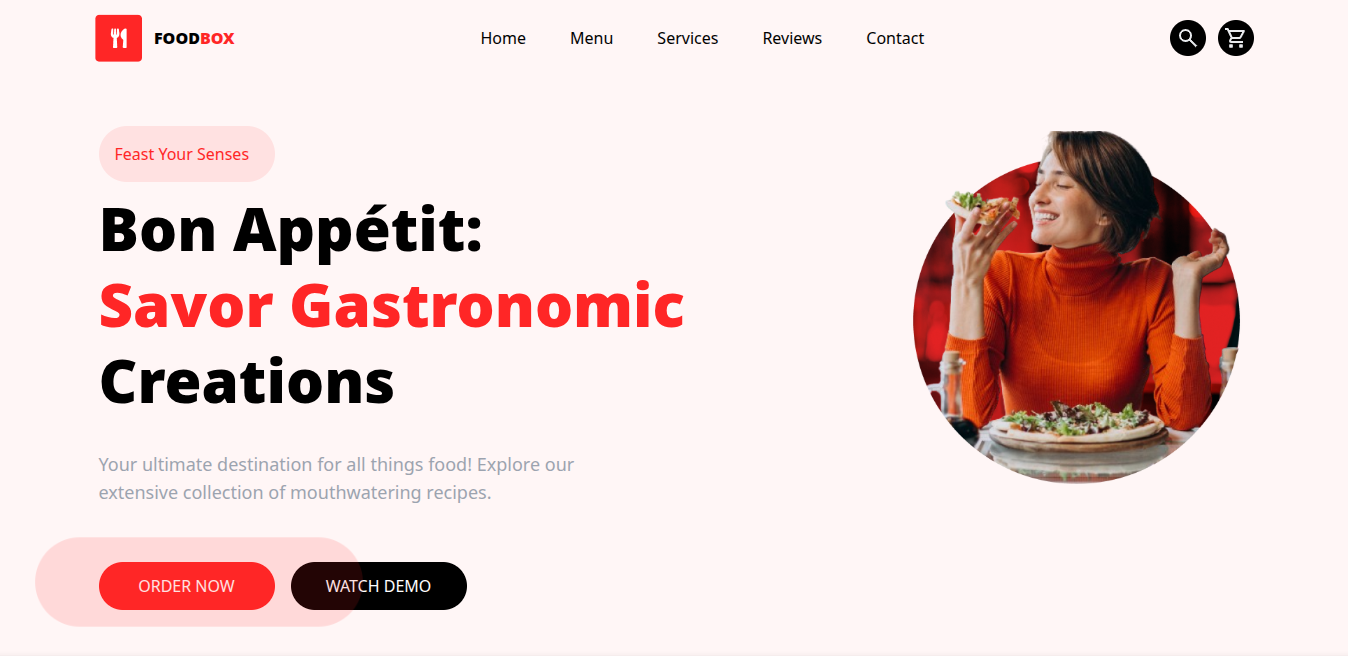 FOODBOX
Home
Menu
Services
Reviews
Contact
Feast Your Senses
Bon Appétit:
Savor Gastronomic
Creations
Your ultimate destination for all things food! Explore our
extensive collection of mouthwatering recipes.
ORDER NOW
WATCH DEMO